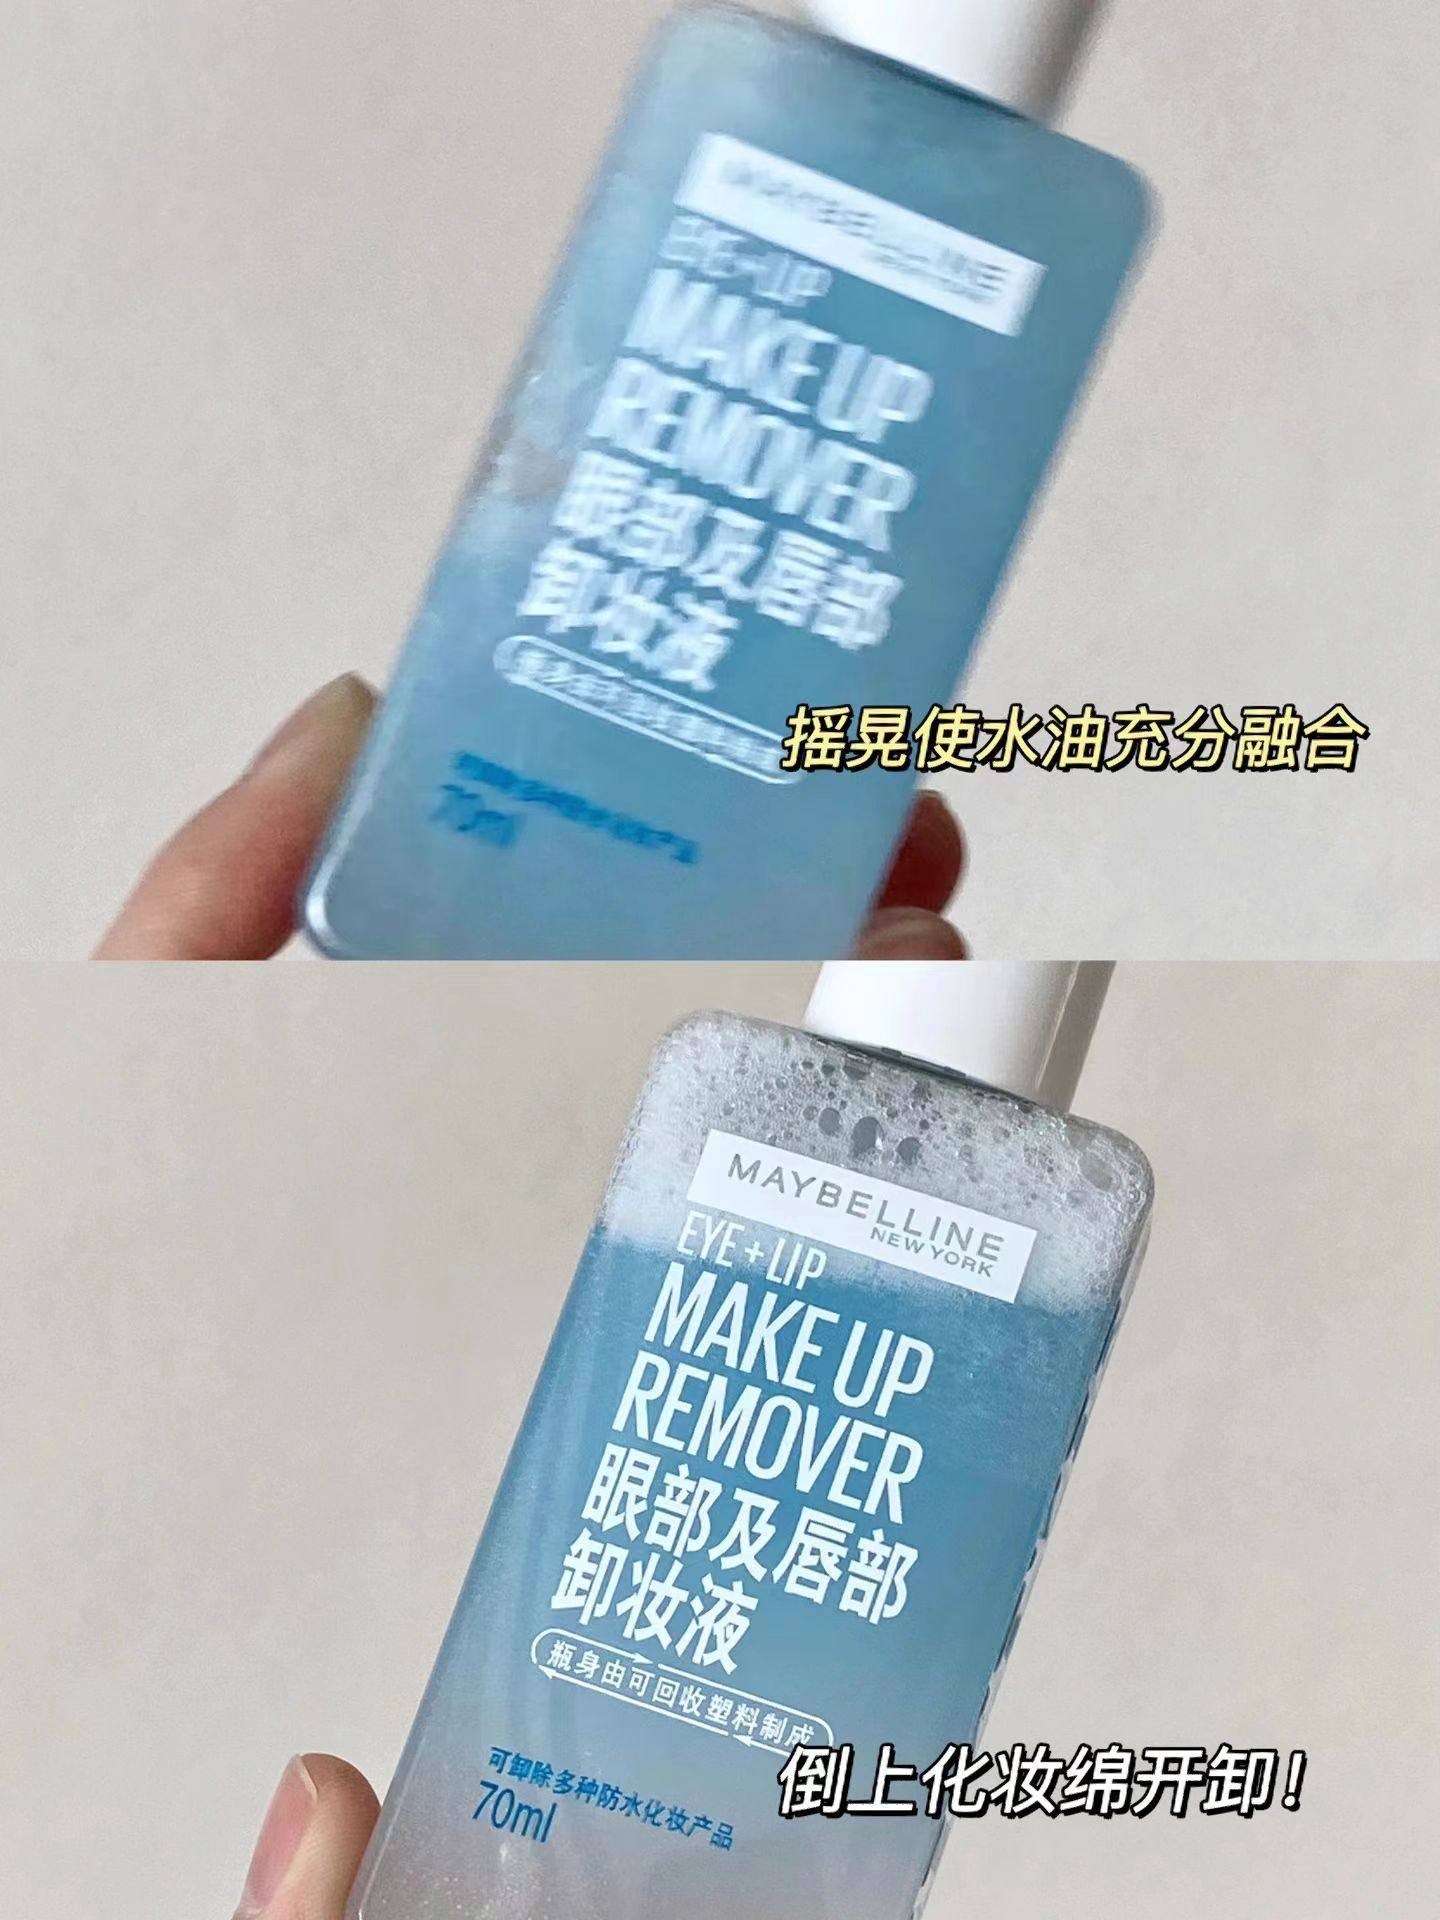 EYE+LIP
MAKE UP
REMOVER
眼部及唇部
卸妆液
摇晃使水油充分融合
70ml
MAYBELLINE
NEW YORK
EYE+LIP
MAKE UP
REMOVER
眼部及唇部
卸妆液
瓶身由可回收塑料制成
倒上化妆绵开卸!
可卸除多种防水化妆产品
70ml